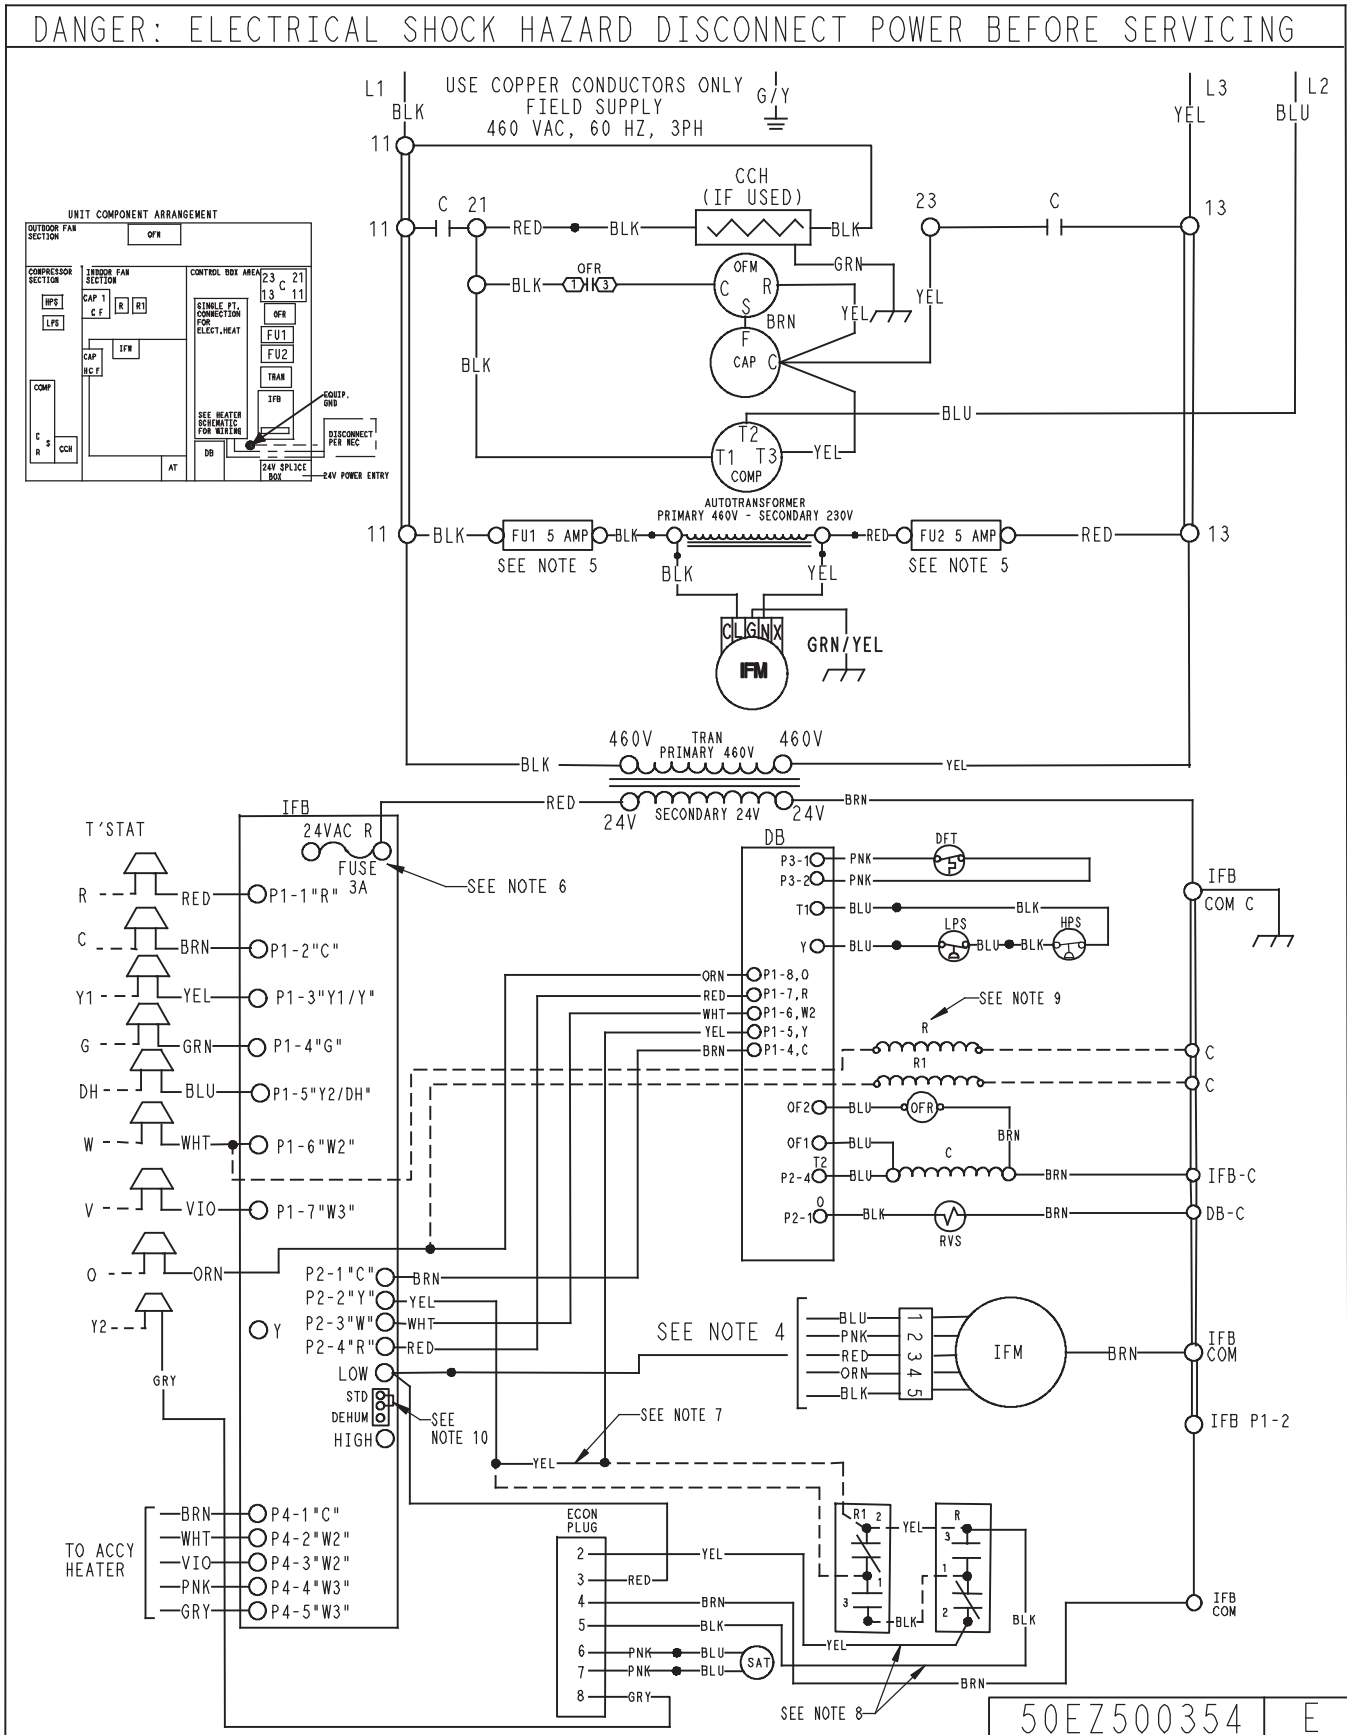 DANGER: ELECTRICAL SHOCK HAZARD DISCONNECT POWER BEFORE SERVICING
L1
BLK
USE COPPER CONDUCTORS ONLY
FIELD SUPPLY
460 VAC, 60 HZ, 3PH
G/Y
L3
YEL
L2
BLU
11
CCH
(IF USED)
11
C
21
RED
BLK
BLK
23
C
13
GRN
BLK
OFR
1
3
OFM
C
R
S
YEL
BRN
YEL
F
CAP
C
BLK
BLU
T2
T1
T3
COMP
YEL
UNIT COMPONENT ARRANGEMENT
OUTDOOR FAN
SECTION
OFM
COMPRESSOR
SECTION
INDOOR FAN
SECTION
CONTROL BOX AREA
23
C
21
13
11
HPS
LPS
CAP 1
C F
R
R1
SINGLE PT.
CONNECTION
FOR
ELECT.HEAT
OFR
FU1
FU2
IFM
CAP
H C F
TRAN
COMP
IFB
EQUIP.
GND
SEE HEATER
SCHEMATIC
FOR WIRING
DISCONNECT
PER NEC
C
S
R
CCH
AT
DB
24V SPLICE
BOX
24V POWER ENTRY
AUTOTRANSFORMER
PRIMARY 460V - SECONDARY 230V
11
BLK
FU1 5 AMP
BLK
RED
FU2 5 AMP
RED
13
SEE NOTE 5
SEE NOTE 5
BLK
YEL
C L G N X
IFM
GRN/YEL
460V
TRAN
PRIMARY 460V
460V
BLK
YEL
RED
24V
SECONDARY 24V
24V
BRN
T'STAT
IFB
24VAC R
FUSE
3A
SEE NOTE 6
DB
P3-1
PNK
DFT
P3-2
PNK
T1
BLU
BLK
Y
BLU
LPS
BLU
BLK
HPS
IFB
COM C
R
RED
P1-1"R"
C
BRN
P1-2"C"
Y1
YEL
P1-3"Y1/Y"
G
GRN
P1-4"G"
DH
BLU
P1-5"Y2/DH"
W
WHT
P1-6"W2"
V
VIO
P1-7"W3"
O
ORN
Y2
GRY
ORN
P1-8,O
RED
P1-7,R
WHT
P1-6,W2
YEL
P1-5,Y
BRN
P1-4,C
SEE NOTE 9
R
C
R1
C
OF2
BLU
OFR
BRN
OF1
BLU
T2
P2-4
BLU
C
BRN
IFB-C
O
P2-1
BLK
RVS
BRN
DB-C
P2-1"C"
BRN
P2-2"Y"
YEL
P2-3"W"
WHT
P2-4"R"
RED
Y
LOW
STD
DEHUM
SEE
NOTE 10
HIGH
SEE NOTE 4
BLU
1
PNK
2
RED
3
ORN
4
BLK
5
IFM
BRN
IFB
COM
IFB P1-2
SEE NOTE 7
YEL
TO ACCY
HEATER
BRN
P4-1"C"
WHT
P4-2"W2"
VIO
P4-3"W2"
PNK
P4-4"W3"
GRY
P4-5"W3"
ECON
PLUG
2
YEL
3
RED
4
BRN
5
BLK
6
PNK
BLU
7
PNK
BLU
SAT
8
GRY
R1
2
1
3
YEL
R
3
1
2
BLK
BLK
YEL
BRN
IFB
COM
SEE NOTE 8
50EZ500354
E